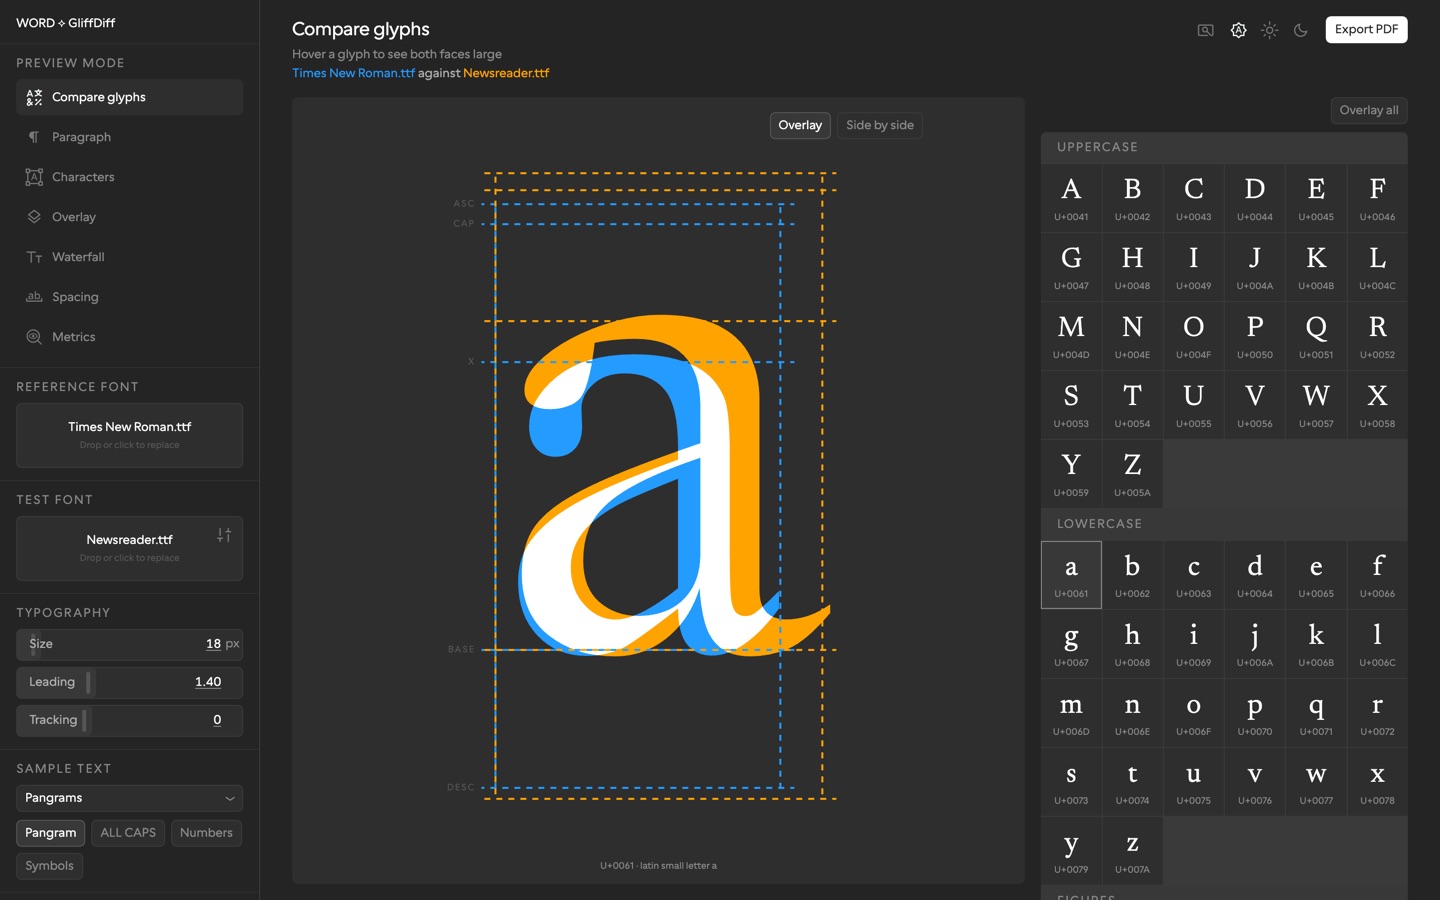 WORD ✧ GliffDiff
PREVIEW MODE
Compare glyphs
Paragraph
Characters
Overlay
Waterfall
Spacing
Metrics
REFERENCE FONT
Times New Roman.ttf
Drop or click to replace
TEST FONT
Newsreader.ttf
Drop or click to replace
TYPOGRAPHY
Size 18 px
Leading 1.40
Tracking 0
SAMPLE TEXT
Pangrams
Pangram ALL CAPS Numbers
Symbols
Compare glyphs
Hover a glyph to see both faces large
Times New Roman.ttf against Newsreader.ttf
Export PDF
Overlay Side by side
ASC
CAP
X
BASE
DESC
a
U+0061 · latin small letter a
Overlay all
UPPERCASE
A B C D E F
U+0041 U+0042 U+0043 U+0044 U+0045 U+0046
G H I J K L
U+0047 U+0048 U+0049 U+004A U+004B U+004C
M N O P Q R
U+004D U+004E U+004F U+0050 U+0051 U+0052
S T U V W X
U+0053 U+0054 U+0055 U+0056 U+0057 U+0058
Y Z
U+0059 U+005A
LOWERCASE
a b c d e f
U+0061 U+0062 U+0063 U+0064 U+0065 U+0066
g h i j k l
U+0067 U+0068 U+0069 U+006A U+006B U+006C
m n o p q r
U+006D U+006E U+006F U+0070 U+0071 U+0072
s t u v w x
U+0073 U+0074 U+0075 U+0076 U+0077 U+0078
y z
U+0079 U+007A
FIGURES